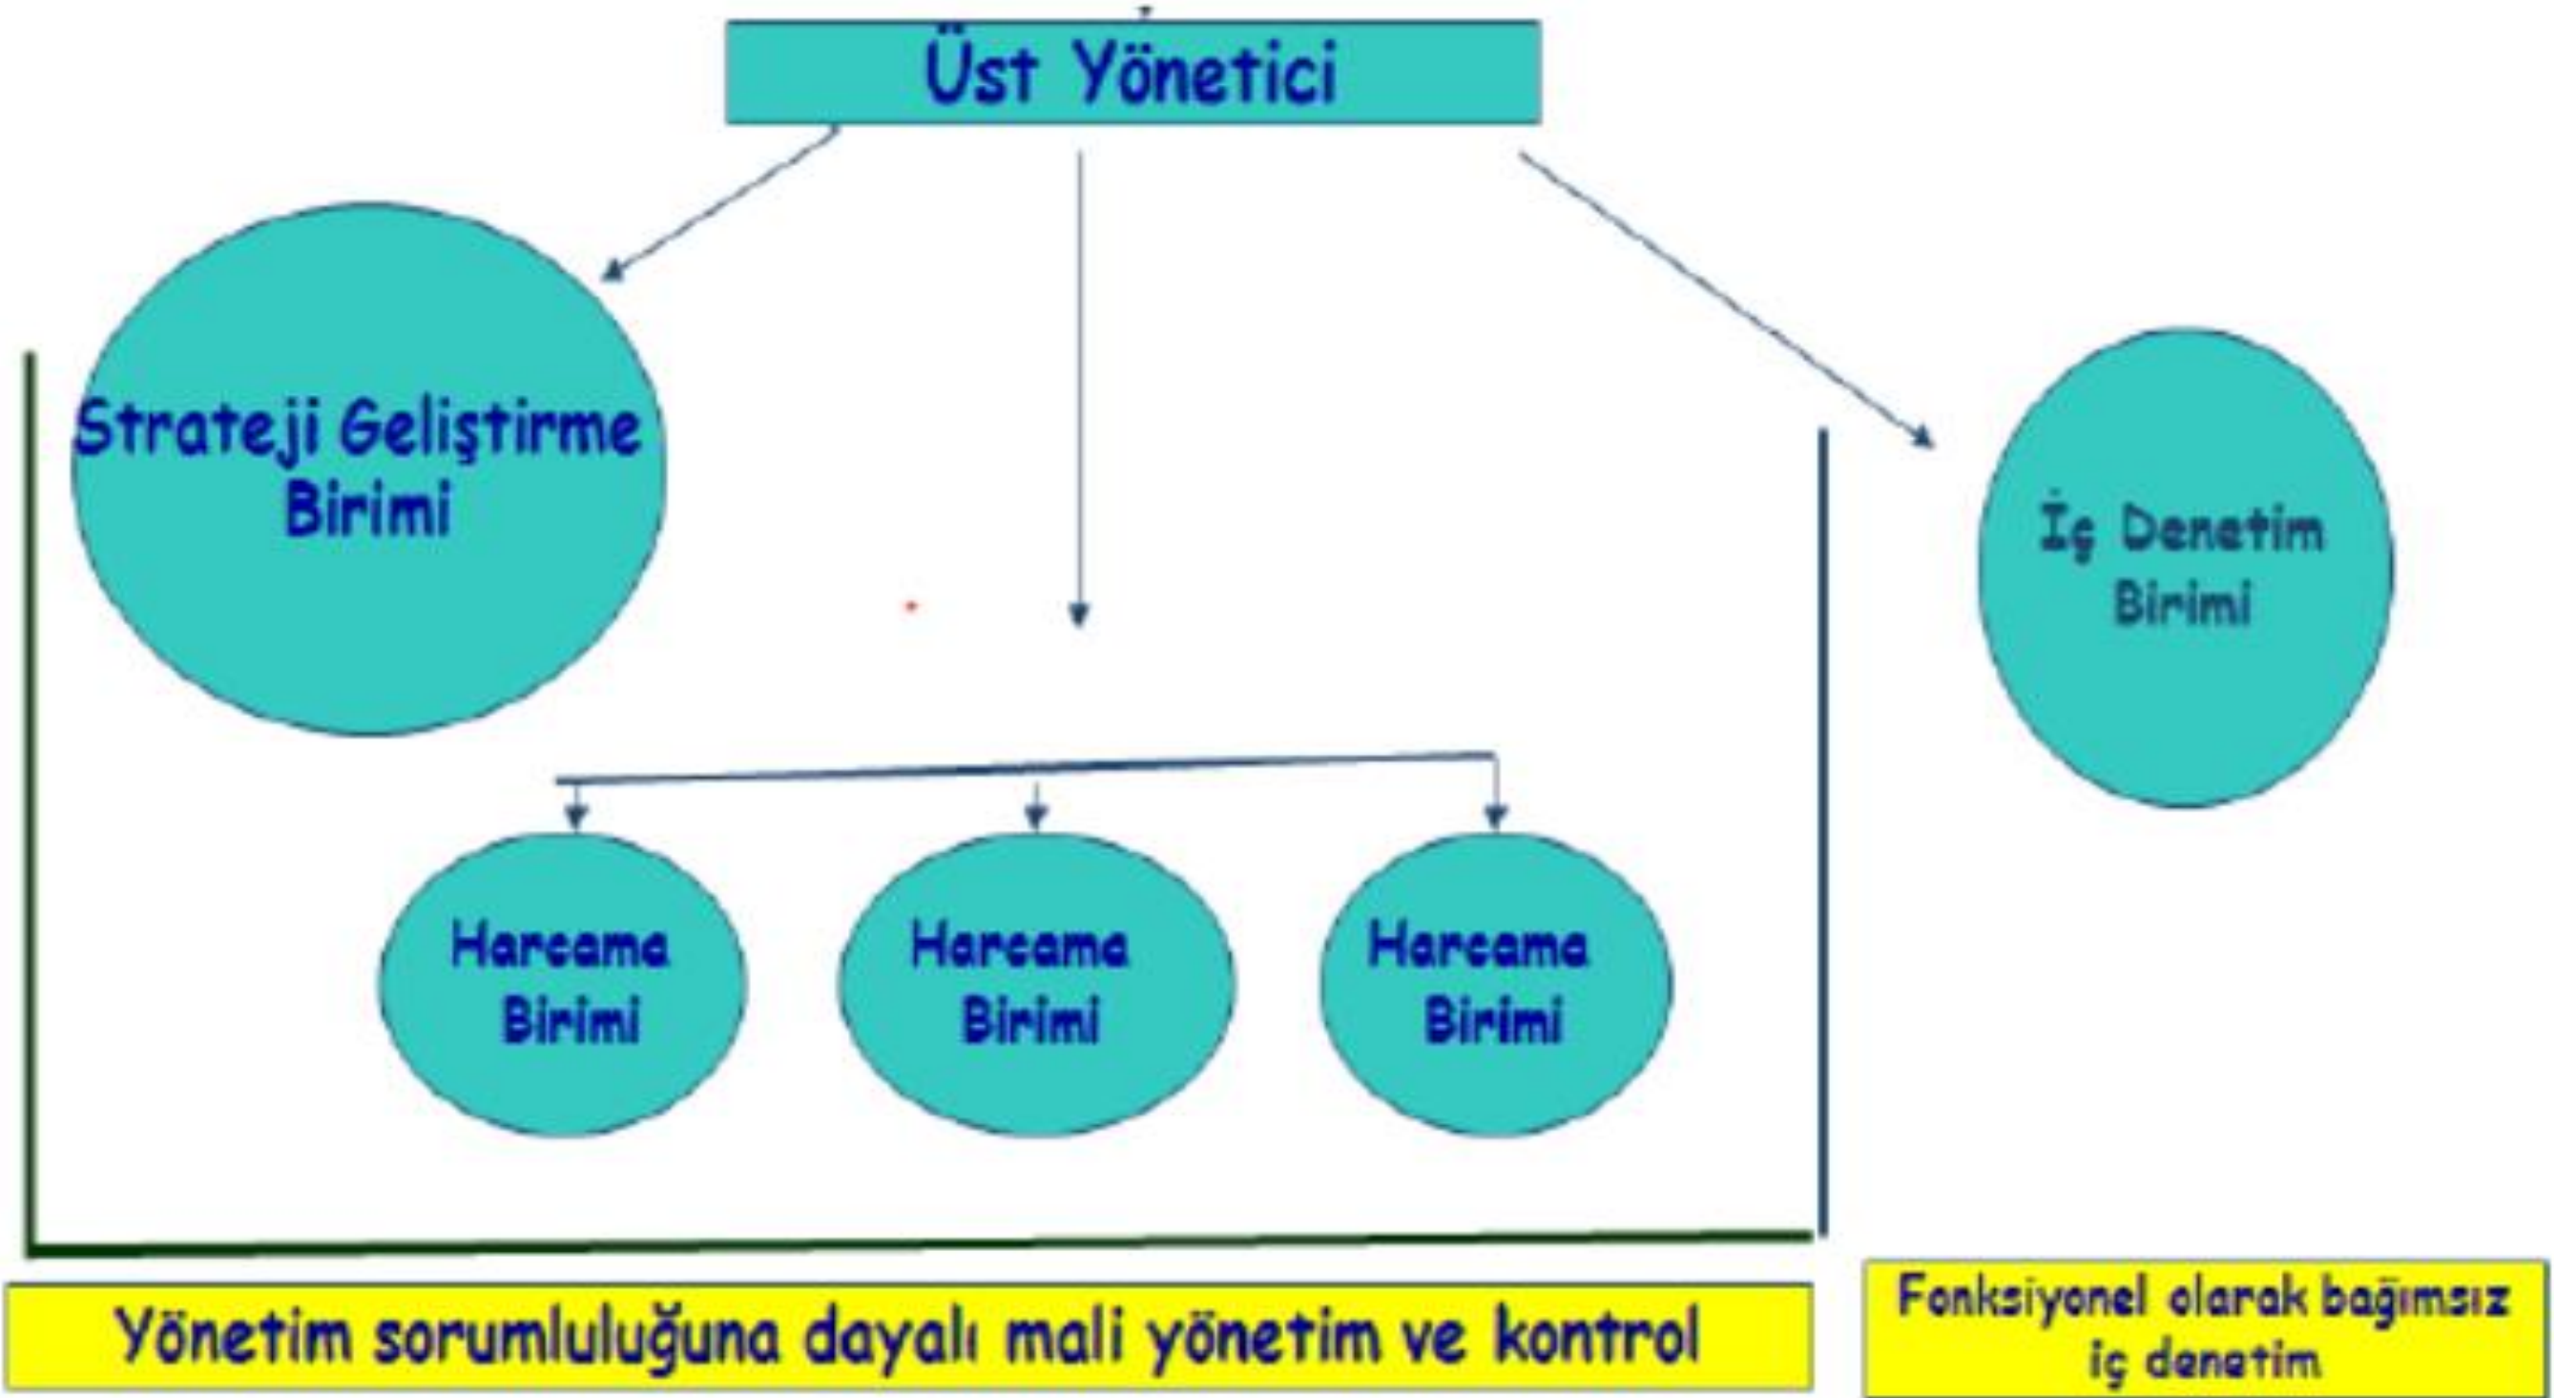 Üst Yönetici
Strateji Geliştirme
Birimi
İç Denetim
Birimi
Harcama
Birimi
Harcama
Birimi
Harcama
Birimi
Yönetim sorumluluğuna dayalı mali yönetim ve kontrol
Fonksiyonel olarak bağımsız
iç denetim